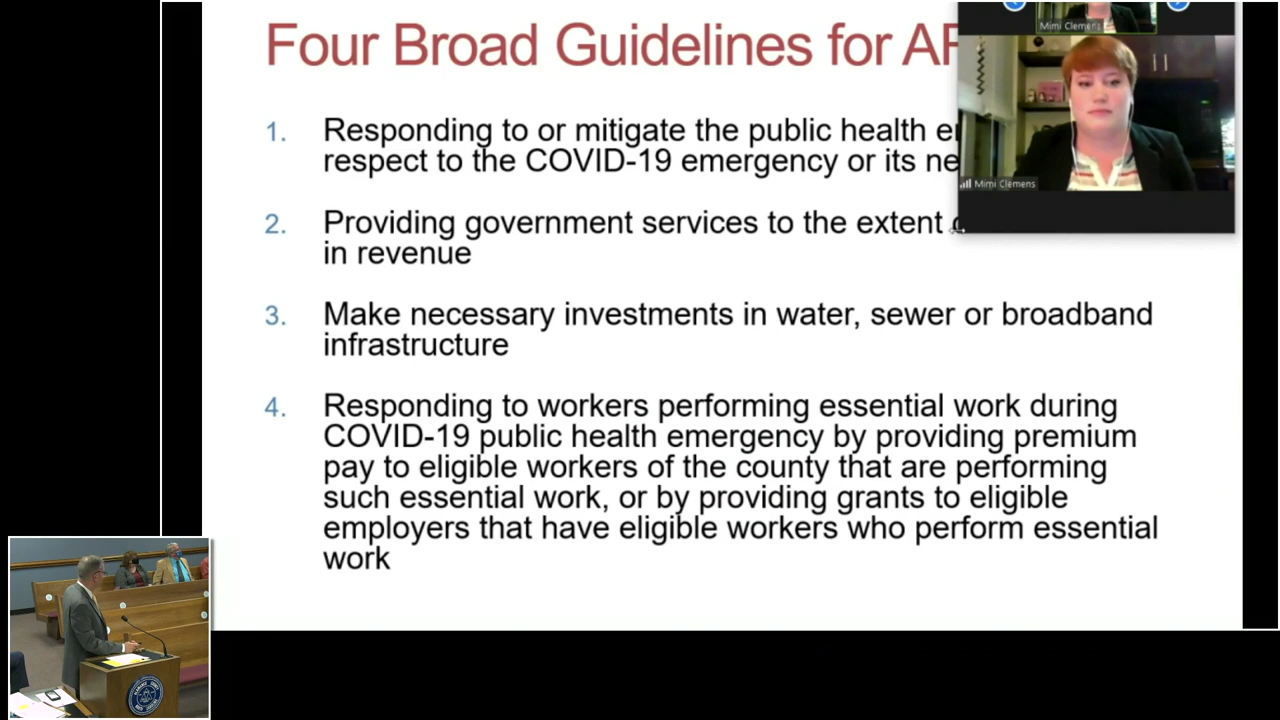 Four Broad Guidelines for
Mimi Clemens
1. Responding to or mitigate the public health
respect to the COVID-19 emergency or its
Mimi Clemens
2. Providing government services to the extent
in revenue
3. Make necessary investments in water, sewer or broadband
infrastructure
4. Responding to workers performing essential work during
COVID-19 public health emergency by providing premium
pay to eligible workers of the county that are performing
such essential work, or by providing grants to eligible
employers that have eligible workers who perform essential
work